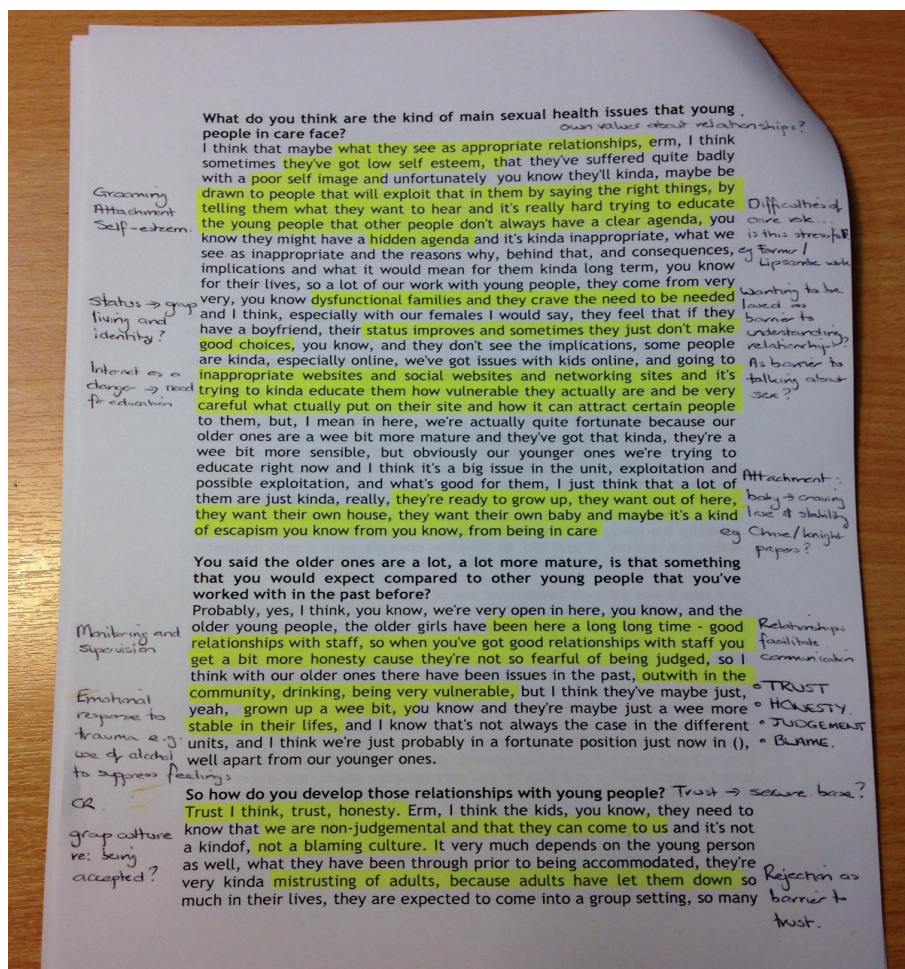 What do you think are the kind of main sexual health issues that young
people in care face?
own values about relationships?
I think that maybe what they see as appropriate relationships, erm, I think
sometimes they've got low self esteem, that they've suffered quite badly
with a poor self image and unfortunately you know they'll kinda, maybe be
drawn to people that will exploit that in them by saying the right things, by
telling them what they want to hear and it's really hard trying to educate
the young people that other people don't always have a clear agenda, you
know they might have a hidden agenda and it's kinda inappropriate, what we
see as inappropriate and the reasons why, behind that, and consequences,
implications and what it would mean for them kinda long term, you know
for their lives, so a lot of our work with young people, they come from very
very, you know dysfunctional families and they crave the need to be needed
and I think, especially with our females I would say, they feel that if they
have a boyfriend, their status improves and sometimes they just don't make
good choices, you know, and they don't see the implications, some people
are kinda, especially online, we've got issues with kids online, and going to
inappropriate websites and social websites and networking sites and it's
trying to kinda educate them how vulnerable they actually are and be very
careful what ctually put on their site and how it can attract certain people
to them, but, I mean in here, we're actually quite fortunate because our
older ones are a wee bit more mature and they've got that kinda, they're a
wee bit more sensible, but obviously our younger ones we're trying to
educate right now and I think it's a big issue in the unit, exploitation and
possible exploitation, and what's good for them, I just think that a lot of
them are just kinda, really, they're ready to grow up, they want out of here,
they want their own house, they want their own baby and maybe it's a kind
of escapism you know from you know, from being in care
Grooming
Attachment
Self-esteem.
Status → group
living and
identity?
Internet as a
danger → need
for education
Difficulties of
care role...
is this stressful?
eg Farmer/
Lipscombe work
Wanting to be
loved as
barrier to
understanding
relationships?
As barrier to
talking about
sex?
Attachment:
baby → craving
love & stability
eg Chase/Knight
papers?
You said the older ones are a lot, a lot more mature, is that something
that you would expect compared to other young people that you've
worked with in the past before?
Probably, yes, I think, you know, we're very open in here, you know, and the
older young people, the older girls have been here a long long time - good
relationships with staff, so when you've got good relationships with staff you
get a bit more honesty cause they're not so fearful of being judged, so I
think with our older ones there have been issues in the past, outwith in the
community, drinking, being very vulnerable, but I think they've maybe just,
yeah, grown up a wee bit, you know and they're maybe just a wee more
stable in their lifes, and I know that's not always the case in the different
units, and I think we're just probably in a fortunate position just now in (),
well apart from our younger ones.
Monitoring and
supervision
Emotional
response to
trauma e.g.
use of alcohol
to suppress feelings
OR
group culture
re: being
accepted?
Relationships
facilitate
communication
• TRUST
• HONESTY.
• JUDGEMENT
• BLAME.
So how do you develop those relationships with young people?
Trust → secure base?
Trust I think, trust, honesty. Erm, I think the kids, you know, they need to
know that we are non-judgemental and that they can come to us and it's not
a kindof, not a blaming culture. It very much depends on the young person
as well, what they have been through prior to being accommodated, they're
very kinda mistrusting of adults, because adults have let them down so
much in their lives, they are expected to come into a group setting, so many
Rejection as
barrier to
trust.